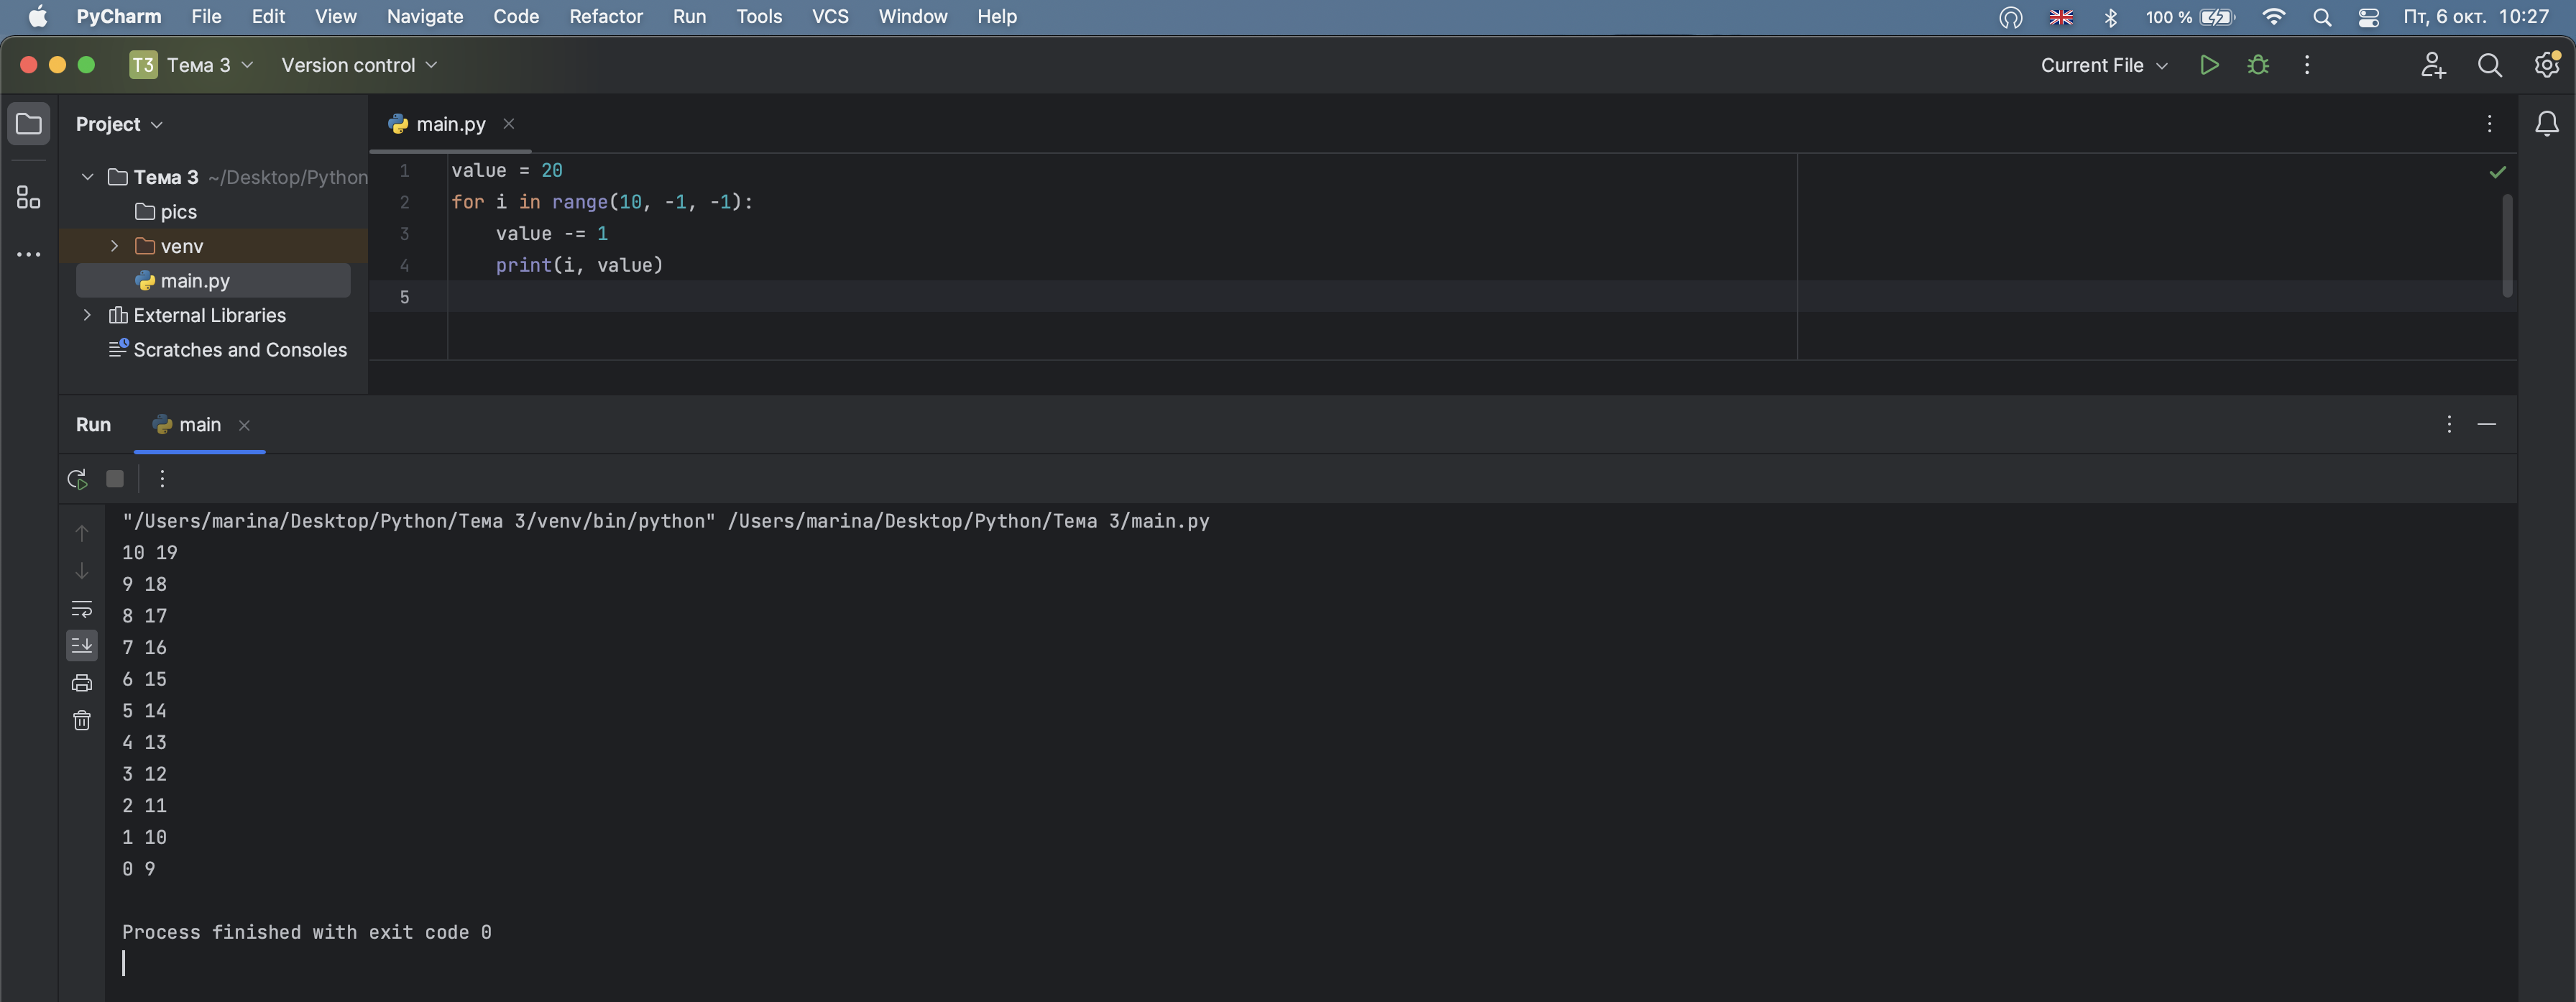 PyCharm File Edit View Navigate Code Refactor Run Tools VCS Window Help 100 % Пт, 6 окт. 10:27
T3 Тема 3 Version control Current File
Project
main.py
Тема 3 ~/Desktop/Python
pics
venv
main.py
External Libraries
Scratches and Consoles
1 value = 20
2 for i in range(10, -1, -1):
3     value -= 1
4     print(i, value)
5
Run main
"/Users/marina/Desktop/Python/Тема 3/venv/bin/python" /Users/marina/Desktop/Python/Тема 3/main.py
10 19
9 18
8 17
7 16
6 15
5 14
4 13
3 12
2 11
1 10
0 9
Process finished with exit code 0